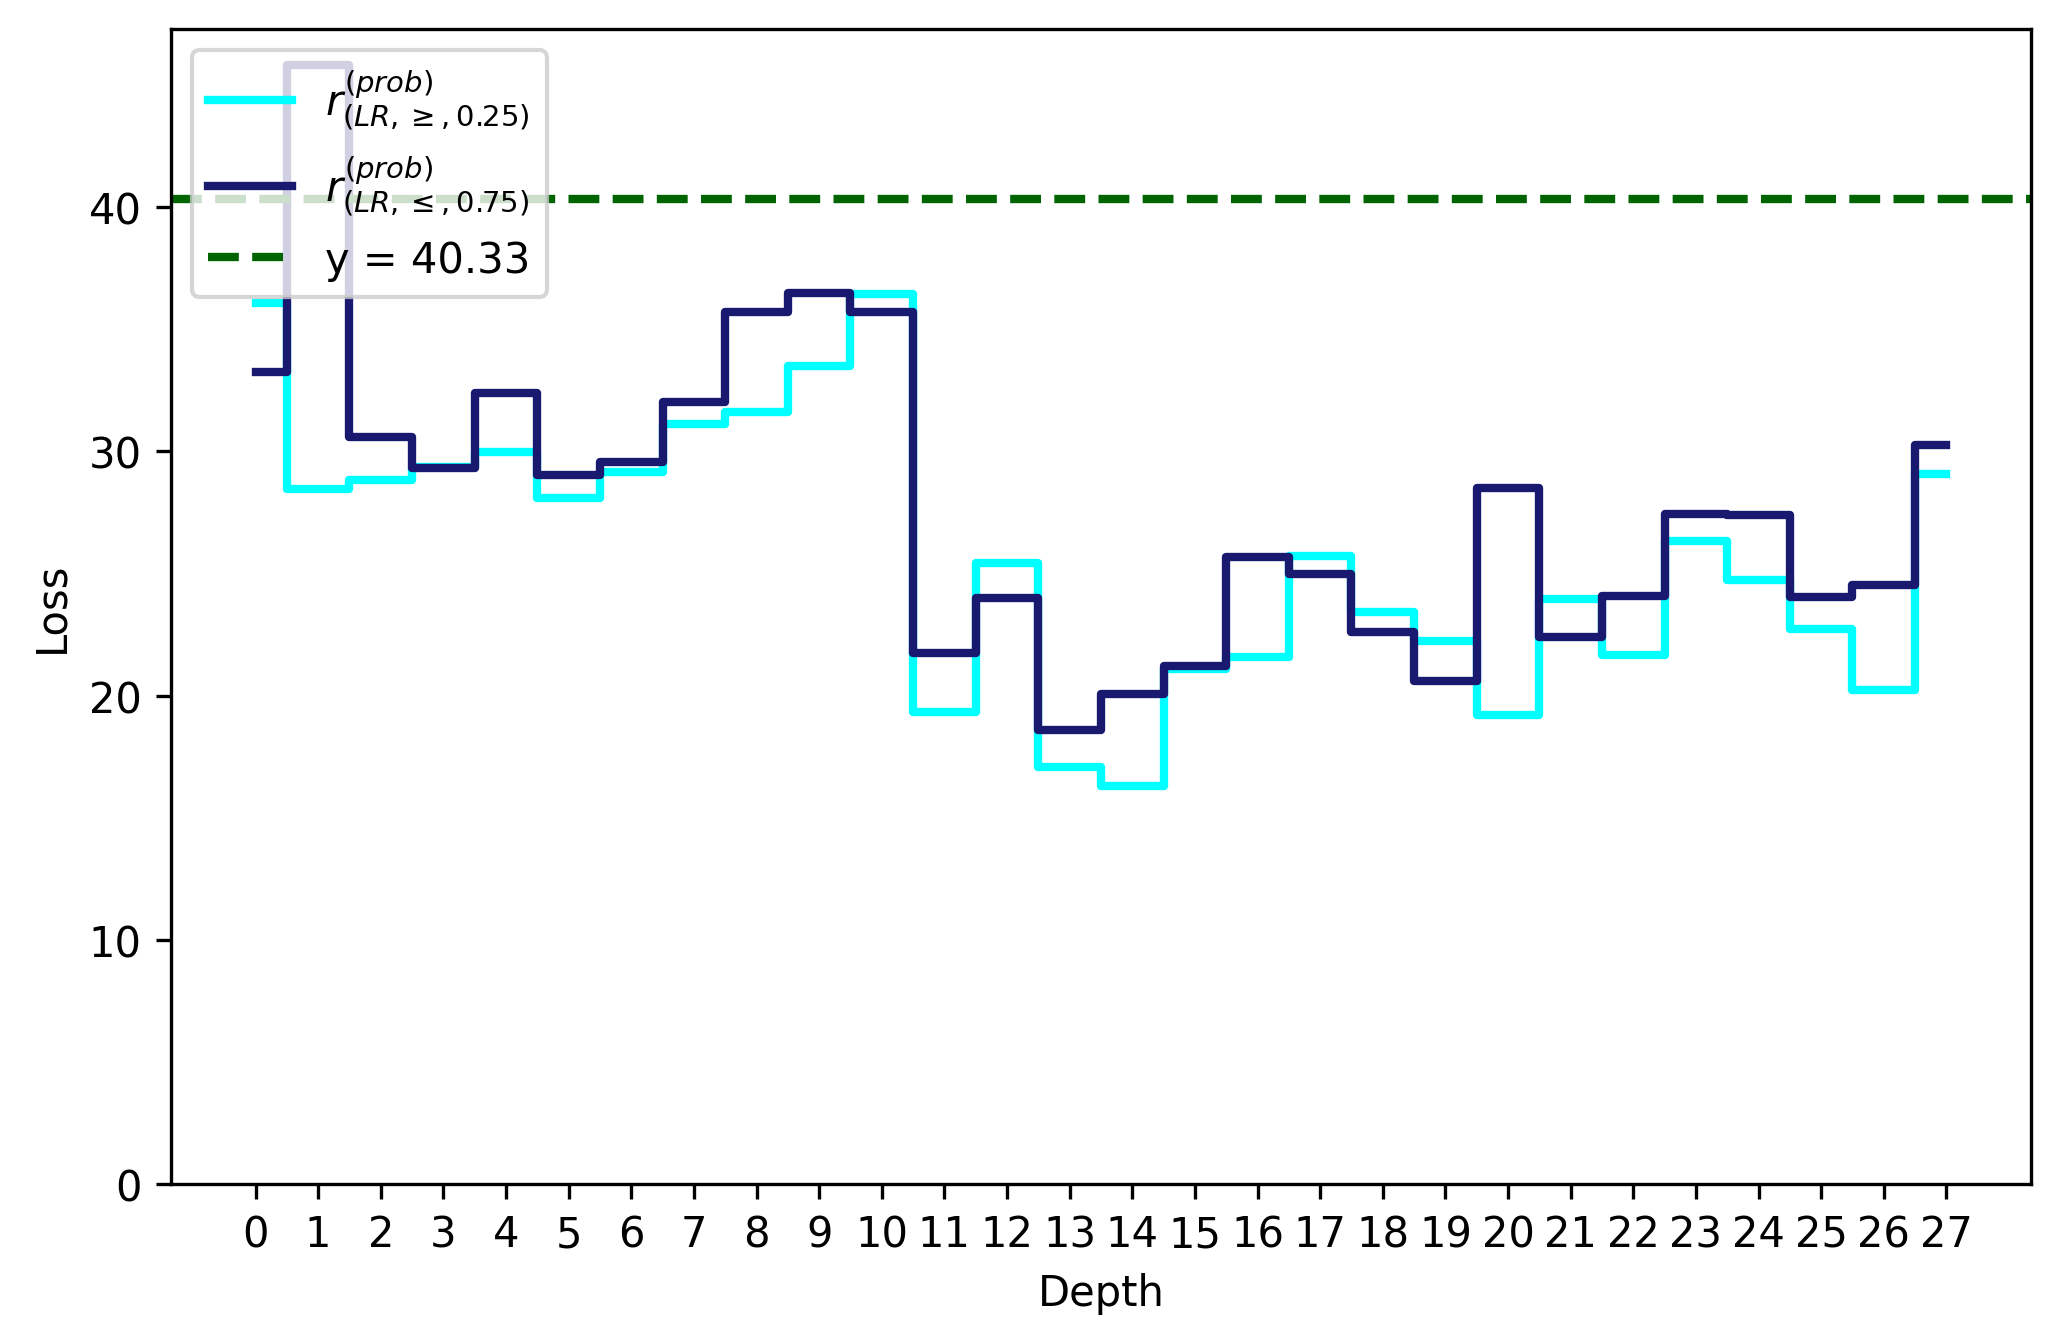 r^{(prob)}_{(LR, ≥, 0.25)}
r^{(prob)}_{(LR, ≤, 0.75)}
y = 40.33
40
30
20
10
0
Loss
0 1 2 3 4 5 6 7 8 9 10 11 12 13 14 15 16 17 18 19 20 21 22 23 24 25 26 27
Depth